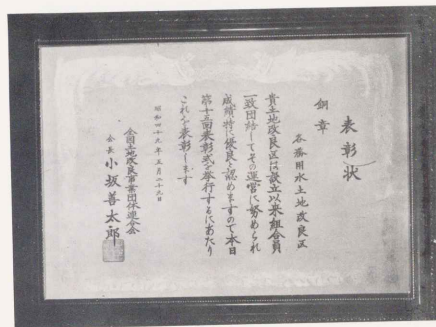 表彰状
銅章
各務用水土地改良区
貴土地改良区は設立以来組合員
一致団結してその運営に努められ
成績特に優良と認めますので本日
第十五回表彰式を挙行するにあたり
これを表彰します
昭和四十九年五月二十九日
全国土地改良事業団体連合会
会長 小坂善太郎